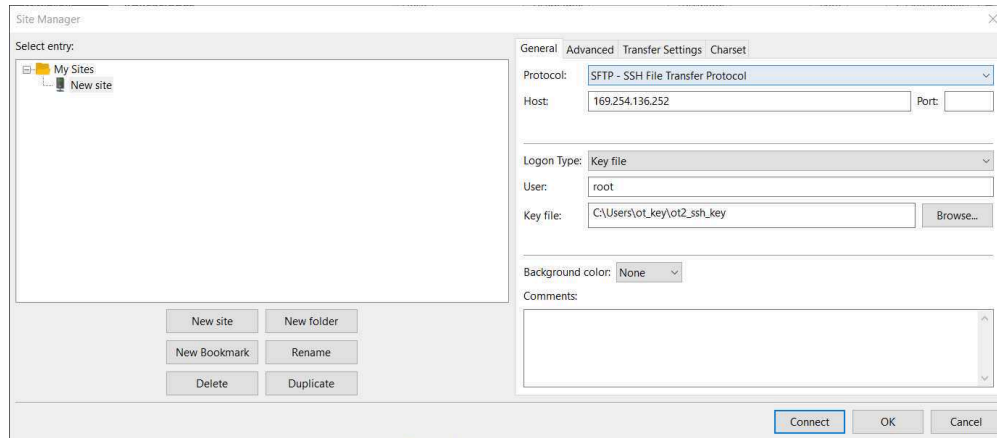 Site Manager
Select entry:
My Sites
New site
New site
New folder
New Bookmark
Rename
Delete
Duplicate
General Advanced Transfer Settings Charset
Protocol: SFTP - SSH File Transfer Protocol
Host: 169.254.136.252 Port:
Logon Type: Key file
User: root
Key file: C:\Users\ot_key\ot2_ssh_key Browse...
Background color: None
Comments:
Connect OK Cancel